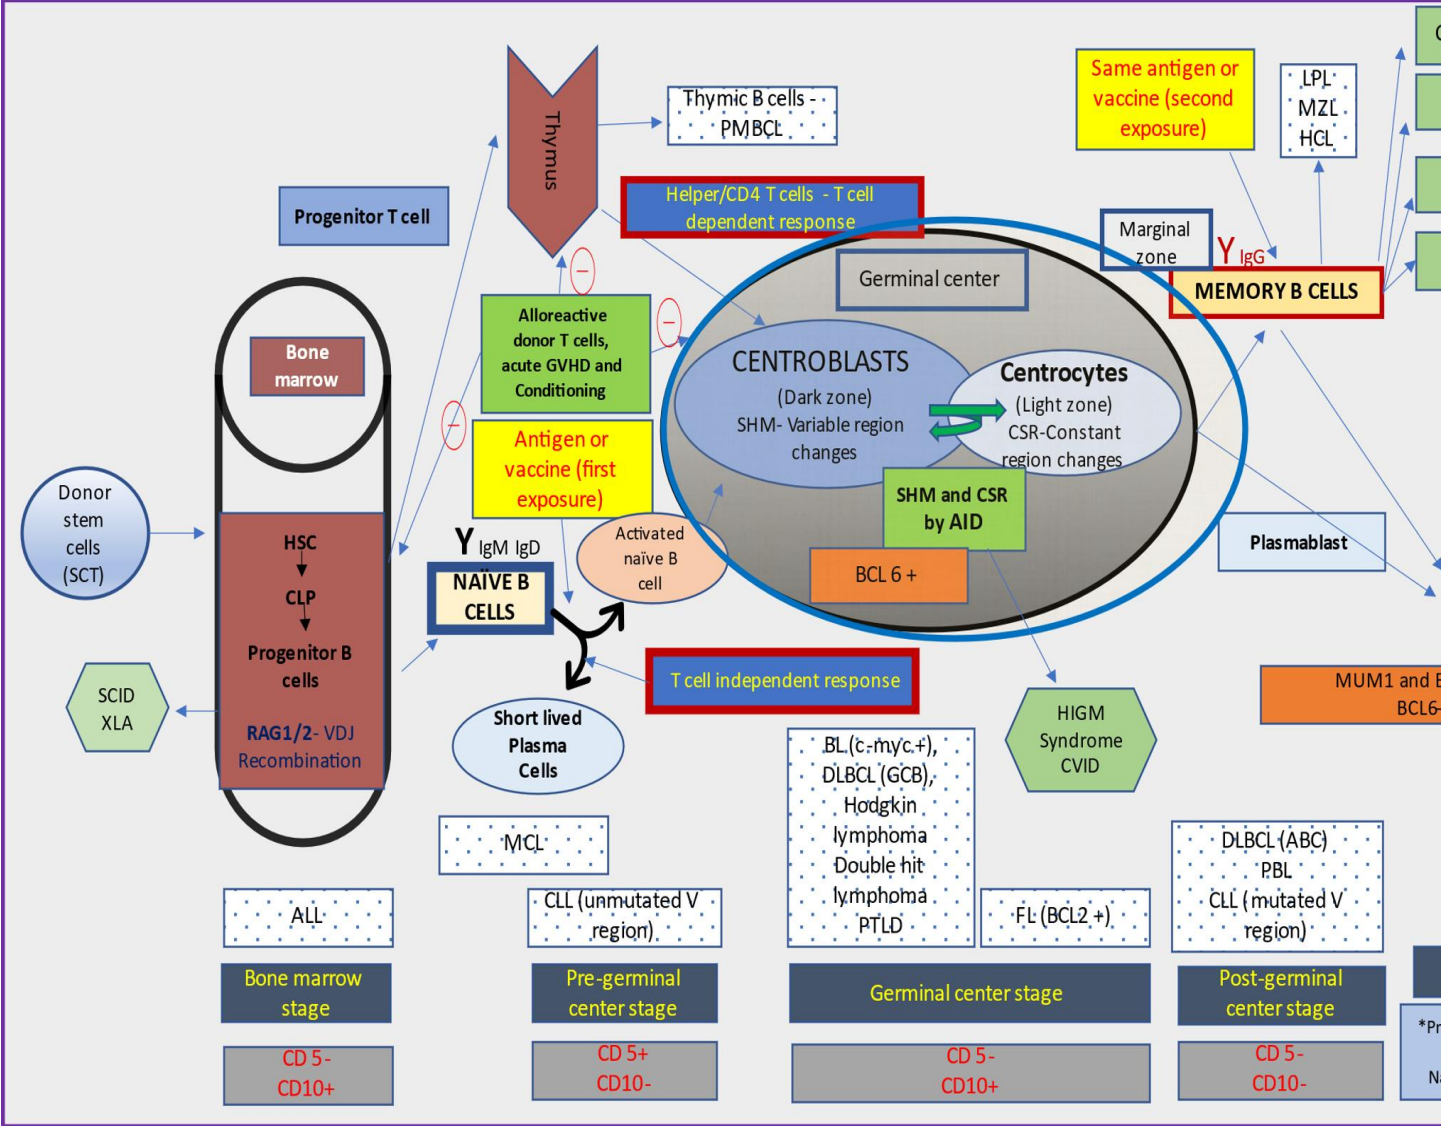 Thymus
Thymic B cells -
PMBCL
Same antigen or
vaccine (second
exposure)
LPL
MZL
HCL
Progenitor T cell
Helper/CD4 T cells - T cell
dependent response
Marginal
zone
Y IgG
MEMORY B CELLS
Germinal center
Bone
marrow
Alloreactive
donor T cells,
acute GVHD and
Conditioning
CENTROBLASTS
(Dark zone)
SHM- Variable region
changes
Centrocytes
(Light zone)
CSR-Constant
region changes
Antigen or
vaccine (first
exposure)
SHM and CSR
by AID
BCL 6 +
Donor
stem
cells
(SCT)
HSC
CLP
Progenitor B
cells
RAG1/2- VDJ
Recombination
Y IgM IgD
NAÏVE B
CELLS
Activated
naïve B
cell
Plasmablast
SCID
XLA
T cell independent response
Short lived
Plasma
Cells
HIGM
Syndrome
CVID
MUM1 and
BCL6-
MCL
BL (c-myc +),
DLBCL (GCB),
Hodgkin
lymphoma
Double hit
lymphoma
PTLD
DLBCL (ABC)
PBL
CLL (mutated V
region)
ALL
CLL (unmutated V
region)
FL (BCL2 +)
Bone marrow
stage
Pre-germinal
center stage
Germinal center stage
Post-germinal
center stage
CD 5-
CD10+
CD 5+
CD10-
CD 5-
CD10+
CD 5-
CD10-